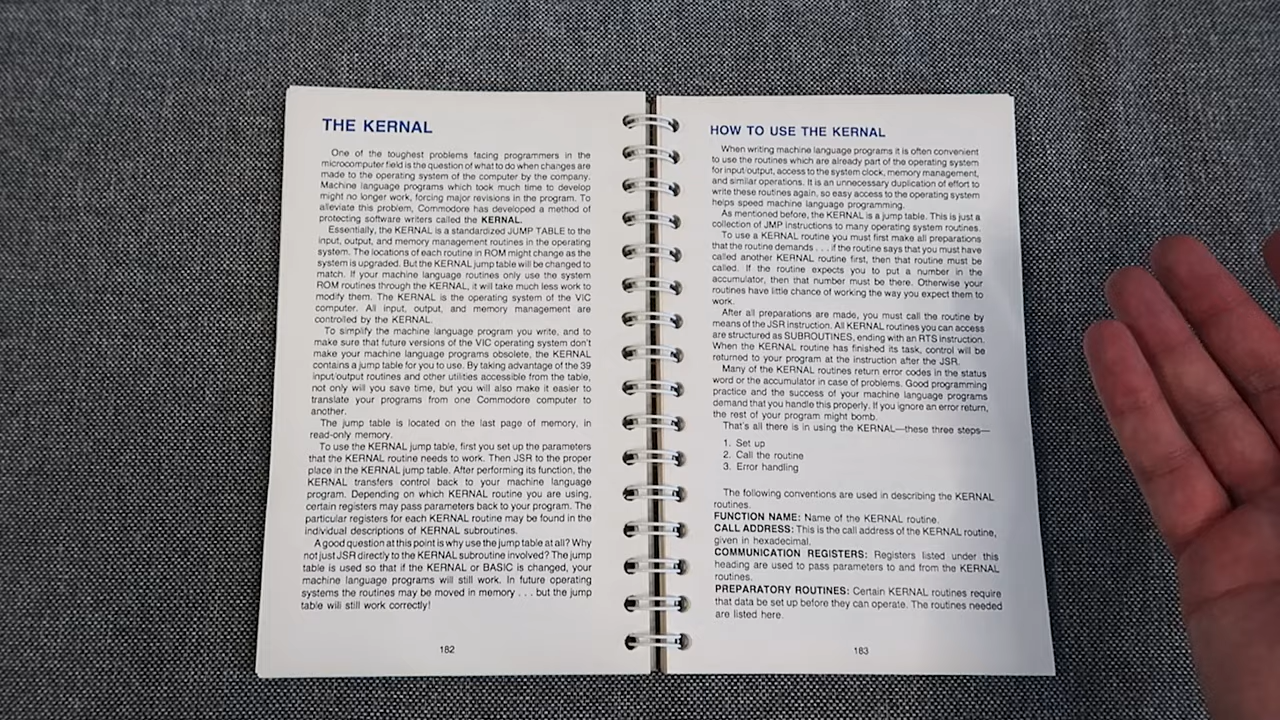 THE KERNAL
One of the toughest problems facing programmers in the
microcomputer field is the question of what to do when changes are
made to the operating system of the computer by the company.
Machine language programs which took much time to develop
might no longer work, forcing major revisions in the program. To
alleviate this problem, Commodore has developed a method of
protecting software writers called the KERNAL.
Essentially, the KERNAL is a standardized JUMP TABLE to the
input, output, and memory management routines in the operating
system. The locations of each routine in ROM might change as the
system is upgraded. But the KERNAL jump table will be changed to
match. If your machine language routines only use the system
ROM routines through the KERNAL, it will take much less work to
modify them. The KERNAL is the operating system of the VIC
computer. All input, output, and memory management are
controlled by the KERNAL.
To simplify the machine language program you write, and to
make sure that future versions of the VIC operating system don't
make your machine language programs obsolete, the KERNAL
contains a jump table for you to use. By taking advantage of the 39
input/output routines and other utilities accessible from the table,
not only will you save time, but you will also make it easier to
translate your programs from one Commodore computer to
another.
The jump table is located on the last page of memory, in
read-only memory.
To use the KERNAL jump table, first you set up the parameters
that the KERNAL routine needs to work. Then JSR to the proper
place in the KERNAL jump table. After performing its function, the
KERNAL transfers control back to your machine language
program. Depending on which KERNAL routine you are using,
certain registers may pass parameters back to your program. The
particular registers for each KERNAL routine may be found in the
individual descriptions of KERNAL subroutines.
A good question at this point is why use the jump table at all? Why
not just JSR directly to the KERNAL subroutine involved? The jump
table is used so that if the KERNAL or BASIC is changed, your
machine language programs will still work. In future operating
systems the routines may be moved in memory . . . but the jump
table will still work correctly!
182
HOW TO USE THE KERNAL
When writing machine language programs it is often convenient
to use the routines which are already part of the operating system
for input/output, access to the system clock, memory management,
and similar operations. It is an unnecessary duplication of effort to
write these routines again, so easy access to the operating system
helps speed machine language programming.
As mentioned before, the KERNAL is a jump table. This is just a
collection of JMP instructions to many operating system routines.
To use a KERNAL routine you must first make all preparations
that the routine demands . . . if the routine says that you must have
called another KERNAL routine first, then that routine must be
called. If the routine expects you to put a number in the
accumulator, then that number must be there. Otherwise your
routines have little chance of working the way you expect them to
work.
After all preparations are made, you must call the routine by
means of the JSR instruction. All KERNAL routines you can access
are structured as SUBROUTINES, ending with an RTS instruction.
When the KERNAL routine has finished its task, control will be
returned to your program at the instruction after the JSR.
Many of the KERNAL routines return error codes in the status
word or the accumulator in case of problems. Good programming
practice and the success of your machine language programs
demand that you handle this properly. If you ignore an error return,
the rest of your program might bomb.
That's all there is in using the KERNAL—these three steps—
1. Set up
2. Call the routine
3. Error handling
The following conventions are used in describing the KERNAL
routines.
FUNCTION NAME: Name of the KERNAL routine.
CALL ADDRESS: This is the call address of the KERNAL routine,
given in hexadecimal.
COMMUNICATION REGISTERS: Registers listed under this
heading are used to pass parameters to and from the KERNAL
routines.
PREPARATORY ROUTINES: Certain KERNAL routines require
that data be set up before they can operate. The routines needed
are listed here.
183